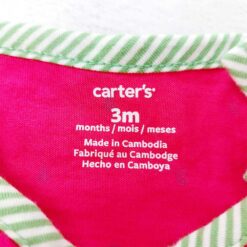 carter's®
3m
months / mois / meses
Made in Cambodia
Fabriqué au Cambodge
Hecho en Camboya